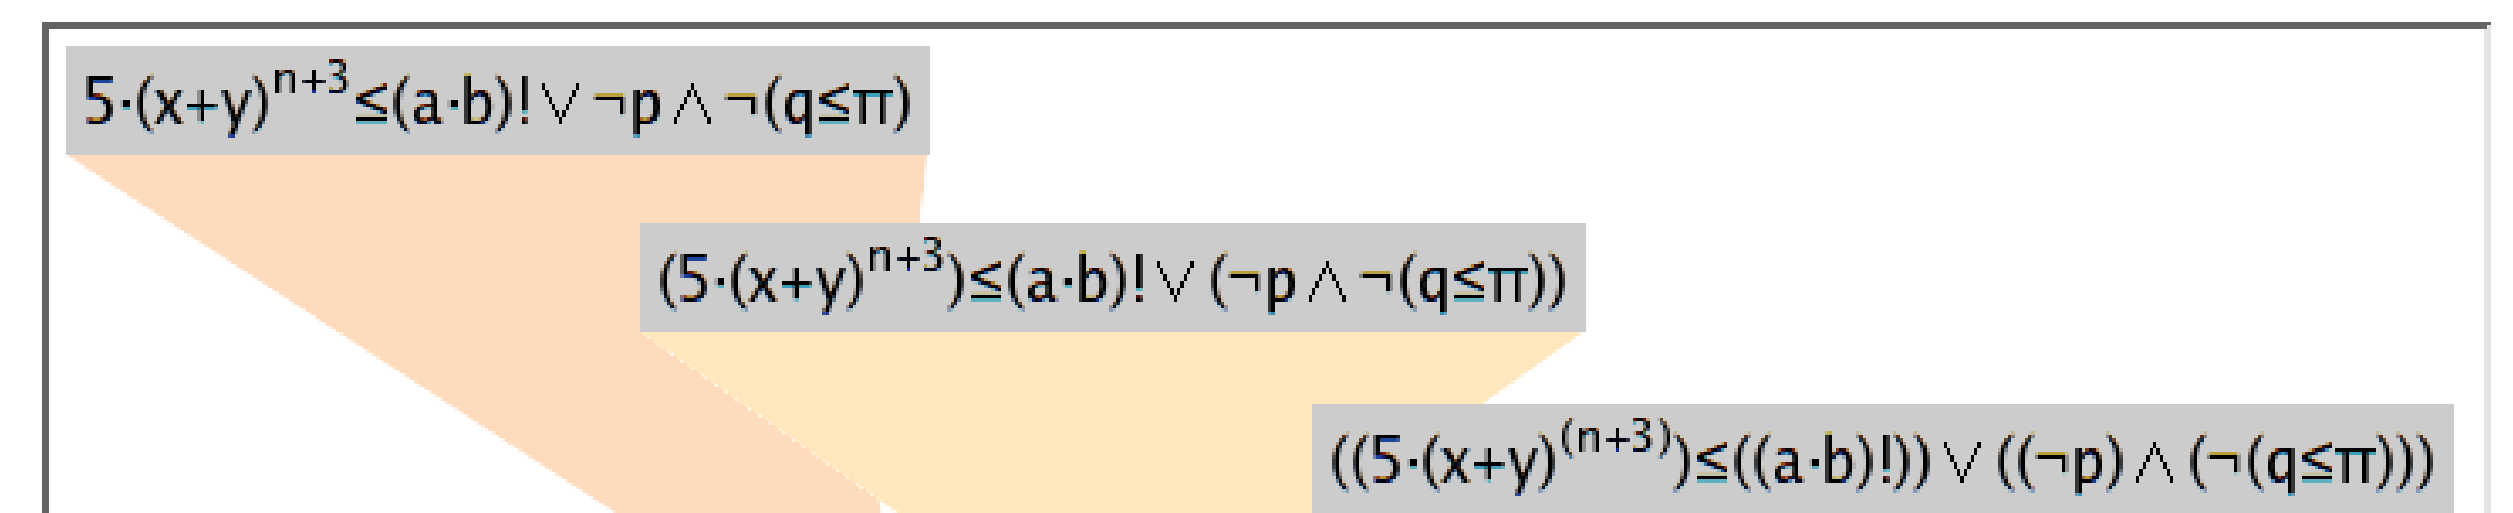 5·(x+y)ⁿ⁺³≤(a·b)!∨¬p∧¬(q≤π)
(5·(x+y)ⁿ⁺³)≤(a·b)!∨(¬p∧¬(q≤π))
((5·(x+y)⁽ⁿ⁺³⁾)≤((a·b)!))∨((¬p)∧(¬(q≤π)))